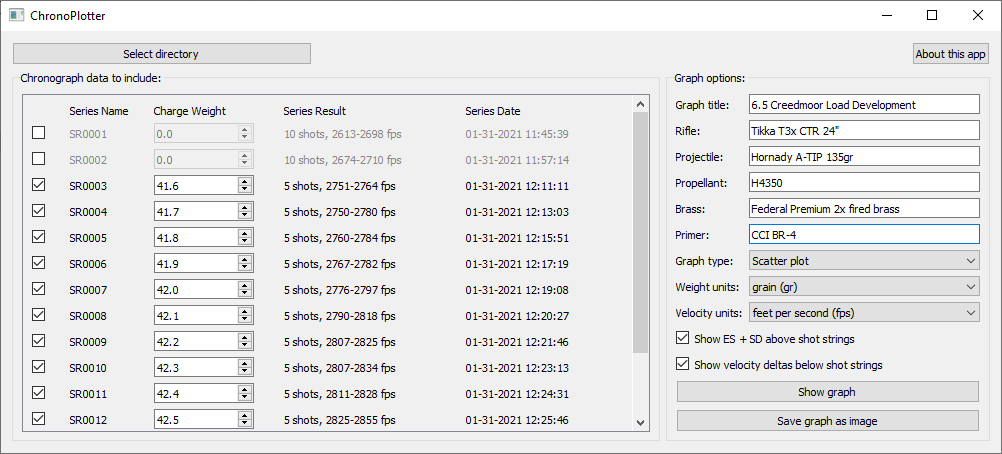 ChronoPlotter
Select directory
About this app
Chronograph data to include:
Series Name Charge Weight Series Result Series Date
SR0001 0.0 10 shots, 2613-2698 fps 01-31-2021 11:45:39
SR0002 0.0 10 shots, 2674-2710 fps 01-31-2021 11:57:14
SR0003 41.6 5 shots, 2751-2764 fps 01-31-2021 12:11:11
SR0004 41.7 5 shots, 2750-2780 fps 01-31-2021 12:13:03
SR0005 41.8 5 shots, 2760-2784 fps 01-31-2021 12:15:51
SR0006 41.9 5 shots, 2767-2782 fps 01-31-2021 12:17:19
SR0007 42.0 5 shots, 2776-2797 fps 01-31-2021 12:19:08
SR0008 42.1 5 shots, 2790-2818 fps 01-31-2021 12:20:27
SR0009 42.2 5 shots, 2807-2825 fps 01-31-2021 12:21:46
SR0010 42.3 5 shots, 2807-2834 fps 01-31-2021 12:23:13
SR0011 42.4 5 shots, 2811-2828 fps 01-31-2021 12:24:31
SR0012 42.5 5 shots, 2825-2855 fps 01-31-2021 12:25:46
Graph options:
Graph title: 6.5 Creedmoor Load Development
Rifle: Tikka T3x CTR 24"
Projectile: Hornady A-TIP 135gr
Propellant: H4350
Brass: Federal Premium 2x fired brass
Primer: CCI BR-4
Graph type: Scatter plot
Weight units: grain (gr)
Velocity units: feet per second (fps)
Show ES + SD above shot strings
Show velocity deltas below shot strings
Show graph
Save graph as image